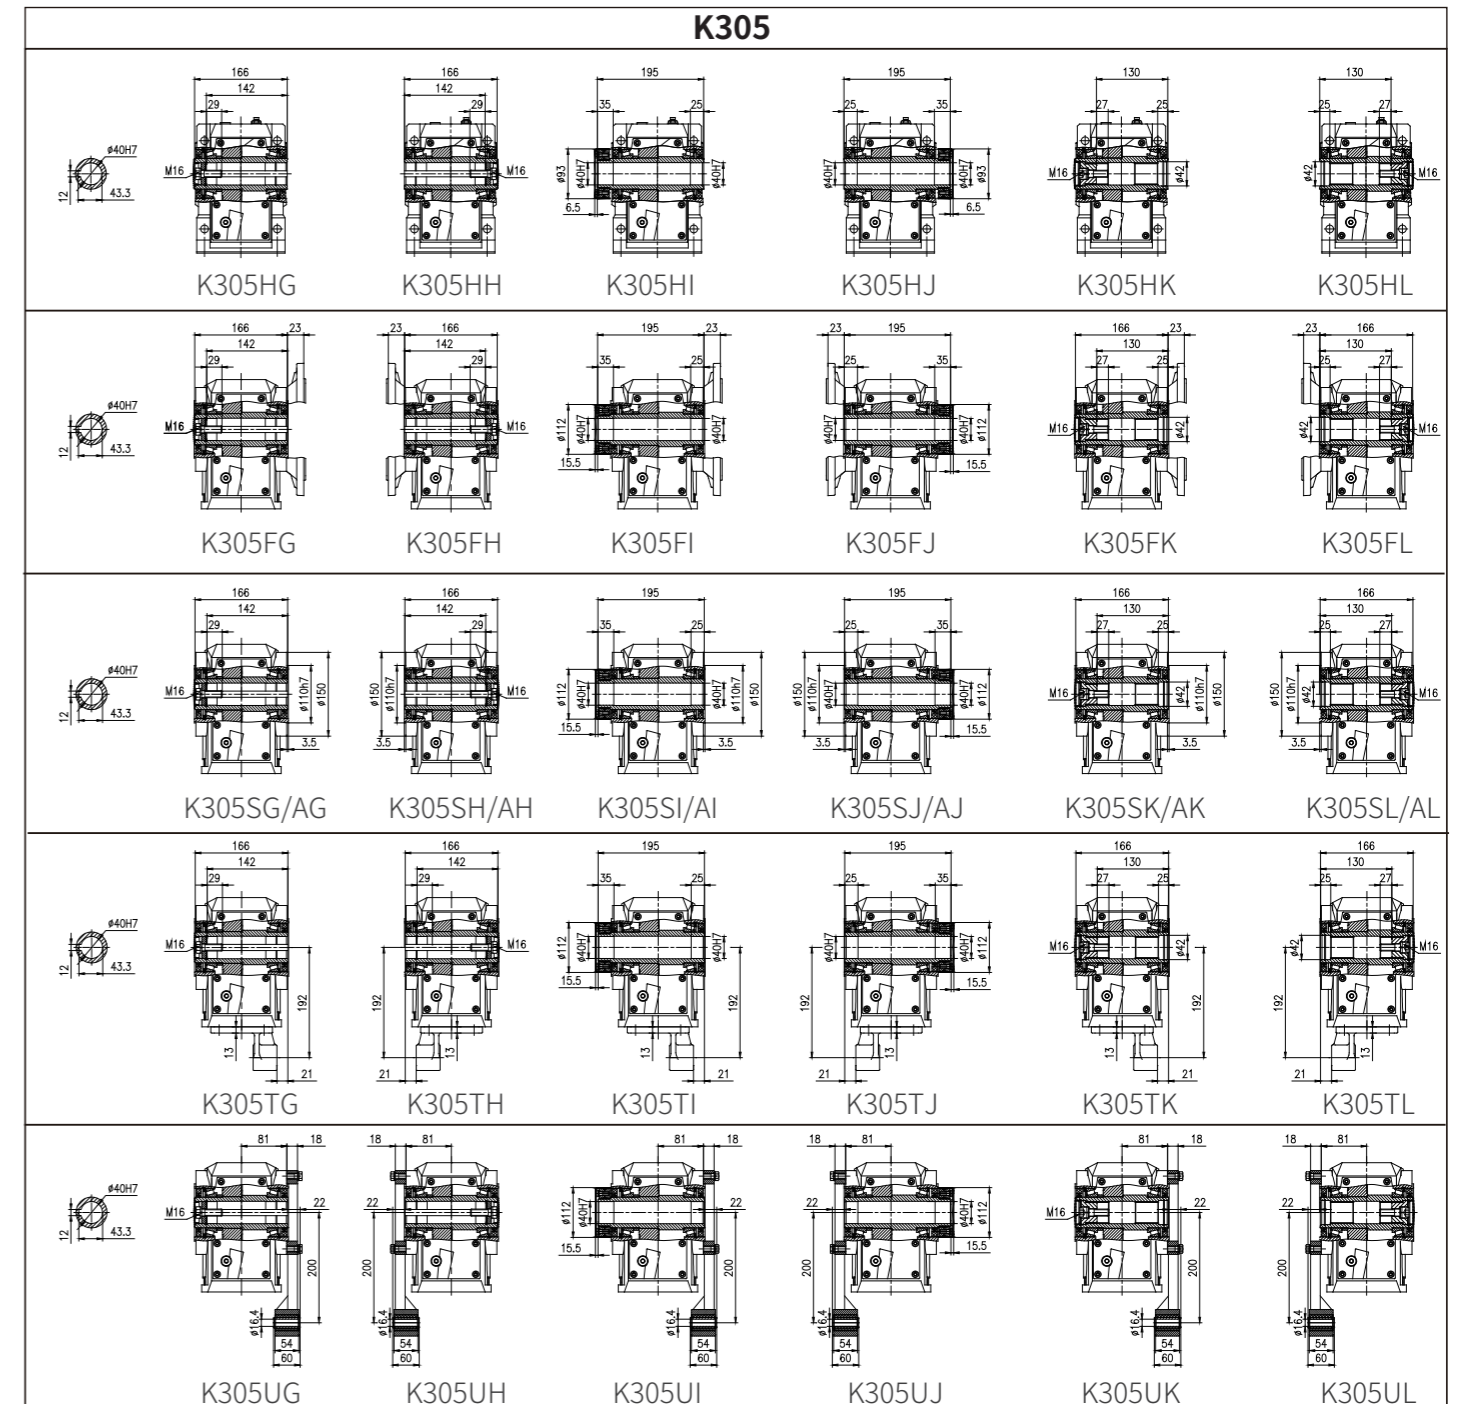 K305
166 166 195 195 130 130
142 142
29 29 35 25 25 35 27 25 25 27
ø40H7
12
43.3
M16 M16 ø93 ø40H7 ø40H7 ø40H7 ø40H7 ø93 M16 ø42 ø42 M16
6.5 6.5
K305HG K305HH K305HI K305HJ K305HK K305HL
166 23 23 166 195 23 23 195 166 23 23 166
142 142 130 130
29 29 35 25 25 35 27 25 25 27
ø40H7
12
43.3
M16 M16 ø112 ø40H7 ø40H7 ø40H7 ø40H7 ø112 M16 ø42 ø42 M16
15.5 15.5
K305FG K305FH K305FI K305FJ K305FK K305FL
166 166 195 195 166 166
142 142 130 130
29 29 35 25 25 35 27 25 25 27
ø40H7
12
43.3
M16 ø110h7 ø150 ø150 ø110h7 M16 ø112 ø40H7 ø40H7 ø110h7 ø150 ø150 ø110h7 ø40H7 ø40H7 ø112 M16 ø42 ø110h7 ø150 ø150 ø110h7 ø42 M16
3.5 3.5 15.5 3.5 3.5 15.5 3.5 3.5
K305SG/AG K305SH/AH K305SI/AI K305SJ/AJ K305SK/AK K305SL/AL
166 166 195 195 166 166
142 142 130 130
29 29 35 25 25 35 27 25 25 27
ø40H7
12
43.3
M16 M16 ø112 ø40H7 ø40H7 ø40H7 ø40H7 ø112 M16 ø42 ø42 M16
15.5 15.5
192 192 192 192 192 192
13 13 13 13 13 13
21 21 21 21 21 21
K305TG K305TH K305TI K305TJ K305TK K305TL
81 18 18 81 81 18 18 81 81 18 18 81
ø40H7
12
43.3
M16 22 22 M16 ø112 ø40H7 22 22 ø40H7 ø112 M16 22 22 M16
15.5 15.5
200 200 200 200 200 200
ø16.4 ø16.4 ø16.4 ø16.4 ø16.4 ø16.4
54 54 54 54 54 54
60 60 60 60 60 60
K305UG K305UH K305UI K305UJ K305UK K305UL